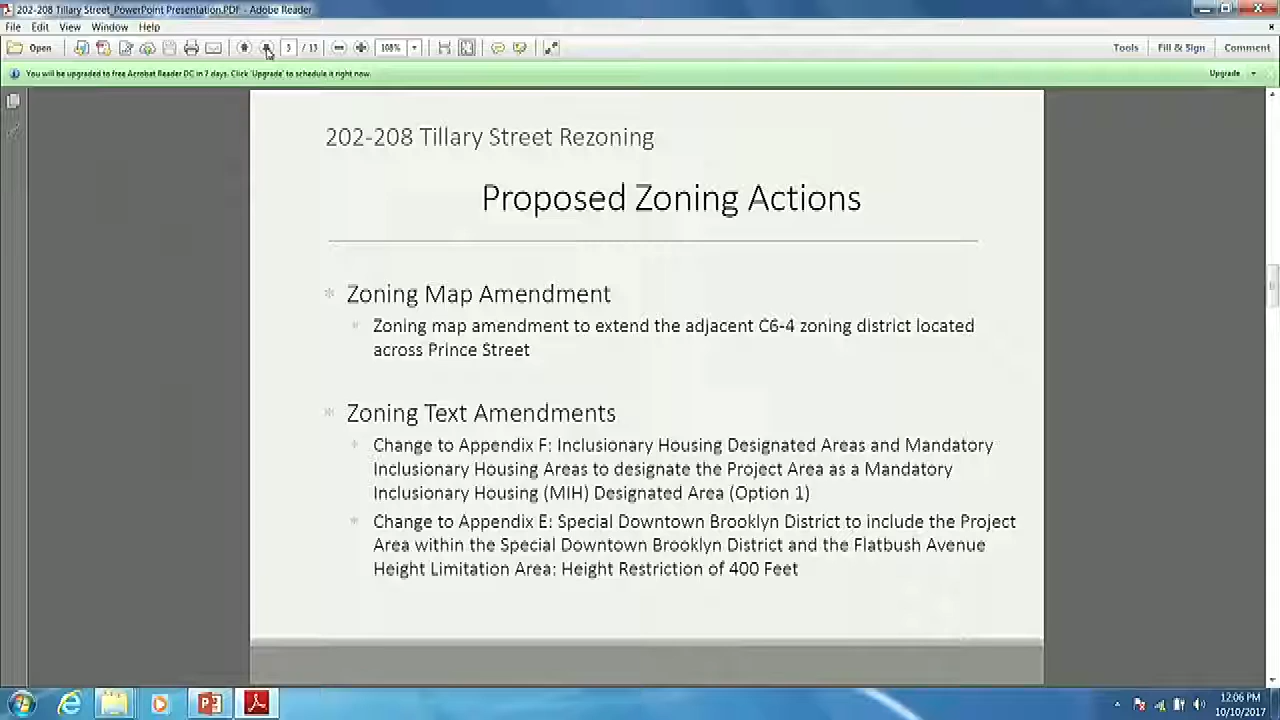 202-208 Tillary Street_PowerPoint Presentation.PDF - Adobe Reader
File Edit View Window Help
Open 5 / 13 108% Tools Fill & Sign Comment
You will be upgraded to free Acrobat Reader DC in 7 days. Click 'Upgrade' to schedule it right now. Upgrade
202-208 Tillary Street Rezoning
Proposed Zoning Actions
Zoning Map Amendment
Zoning map amendment to extend the adjacent C6-4 zoning district located
across Prince Street
Zoning Text Amendments
Change to Appendix F: Inclusionary Housing Designated Areas and Mandatory
Inclusionary Housing Areas to designate the Project Area as a Mandatory
Inclusionary Housing (MIH) Designated Area (Option 1)
Change to Appendix E: Special Downtown Brooklyn District to include the Project
Area within the Special Downtown Brooklyn District and the Flatbush Avenue
Height Limitation Area: Height Restriction of 400 Feet
12:06 PM
10/10/2017